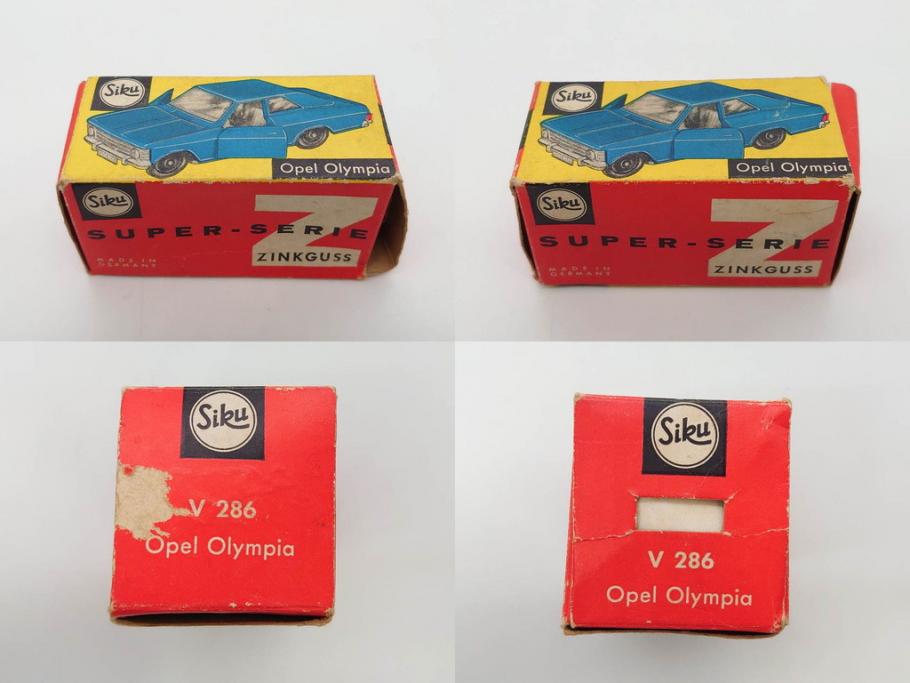 Siku
Opel Olympia
Siku
SUPER-SERIE
Z
MADE IN
GERMANY
ZINKGUSS
Siku
Opel Olympia
Siku
SUPER-SERIE
Z
MADE IN
GERMANY
ZINKGUSS
Siku
V 286
Opel Olympia
Siku
V 286
Opel Olympia